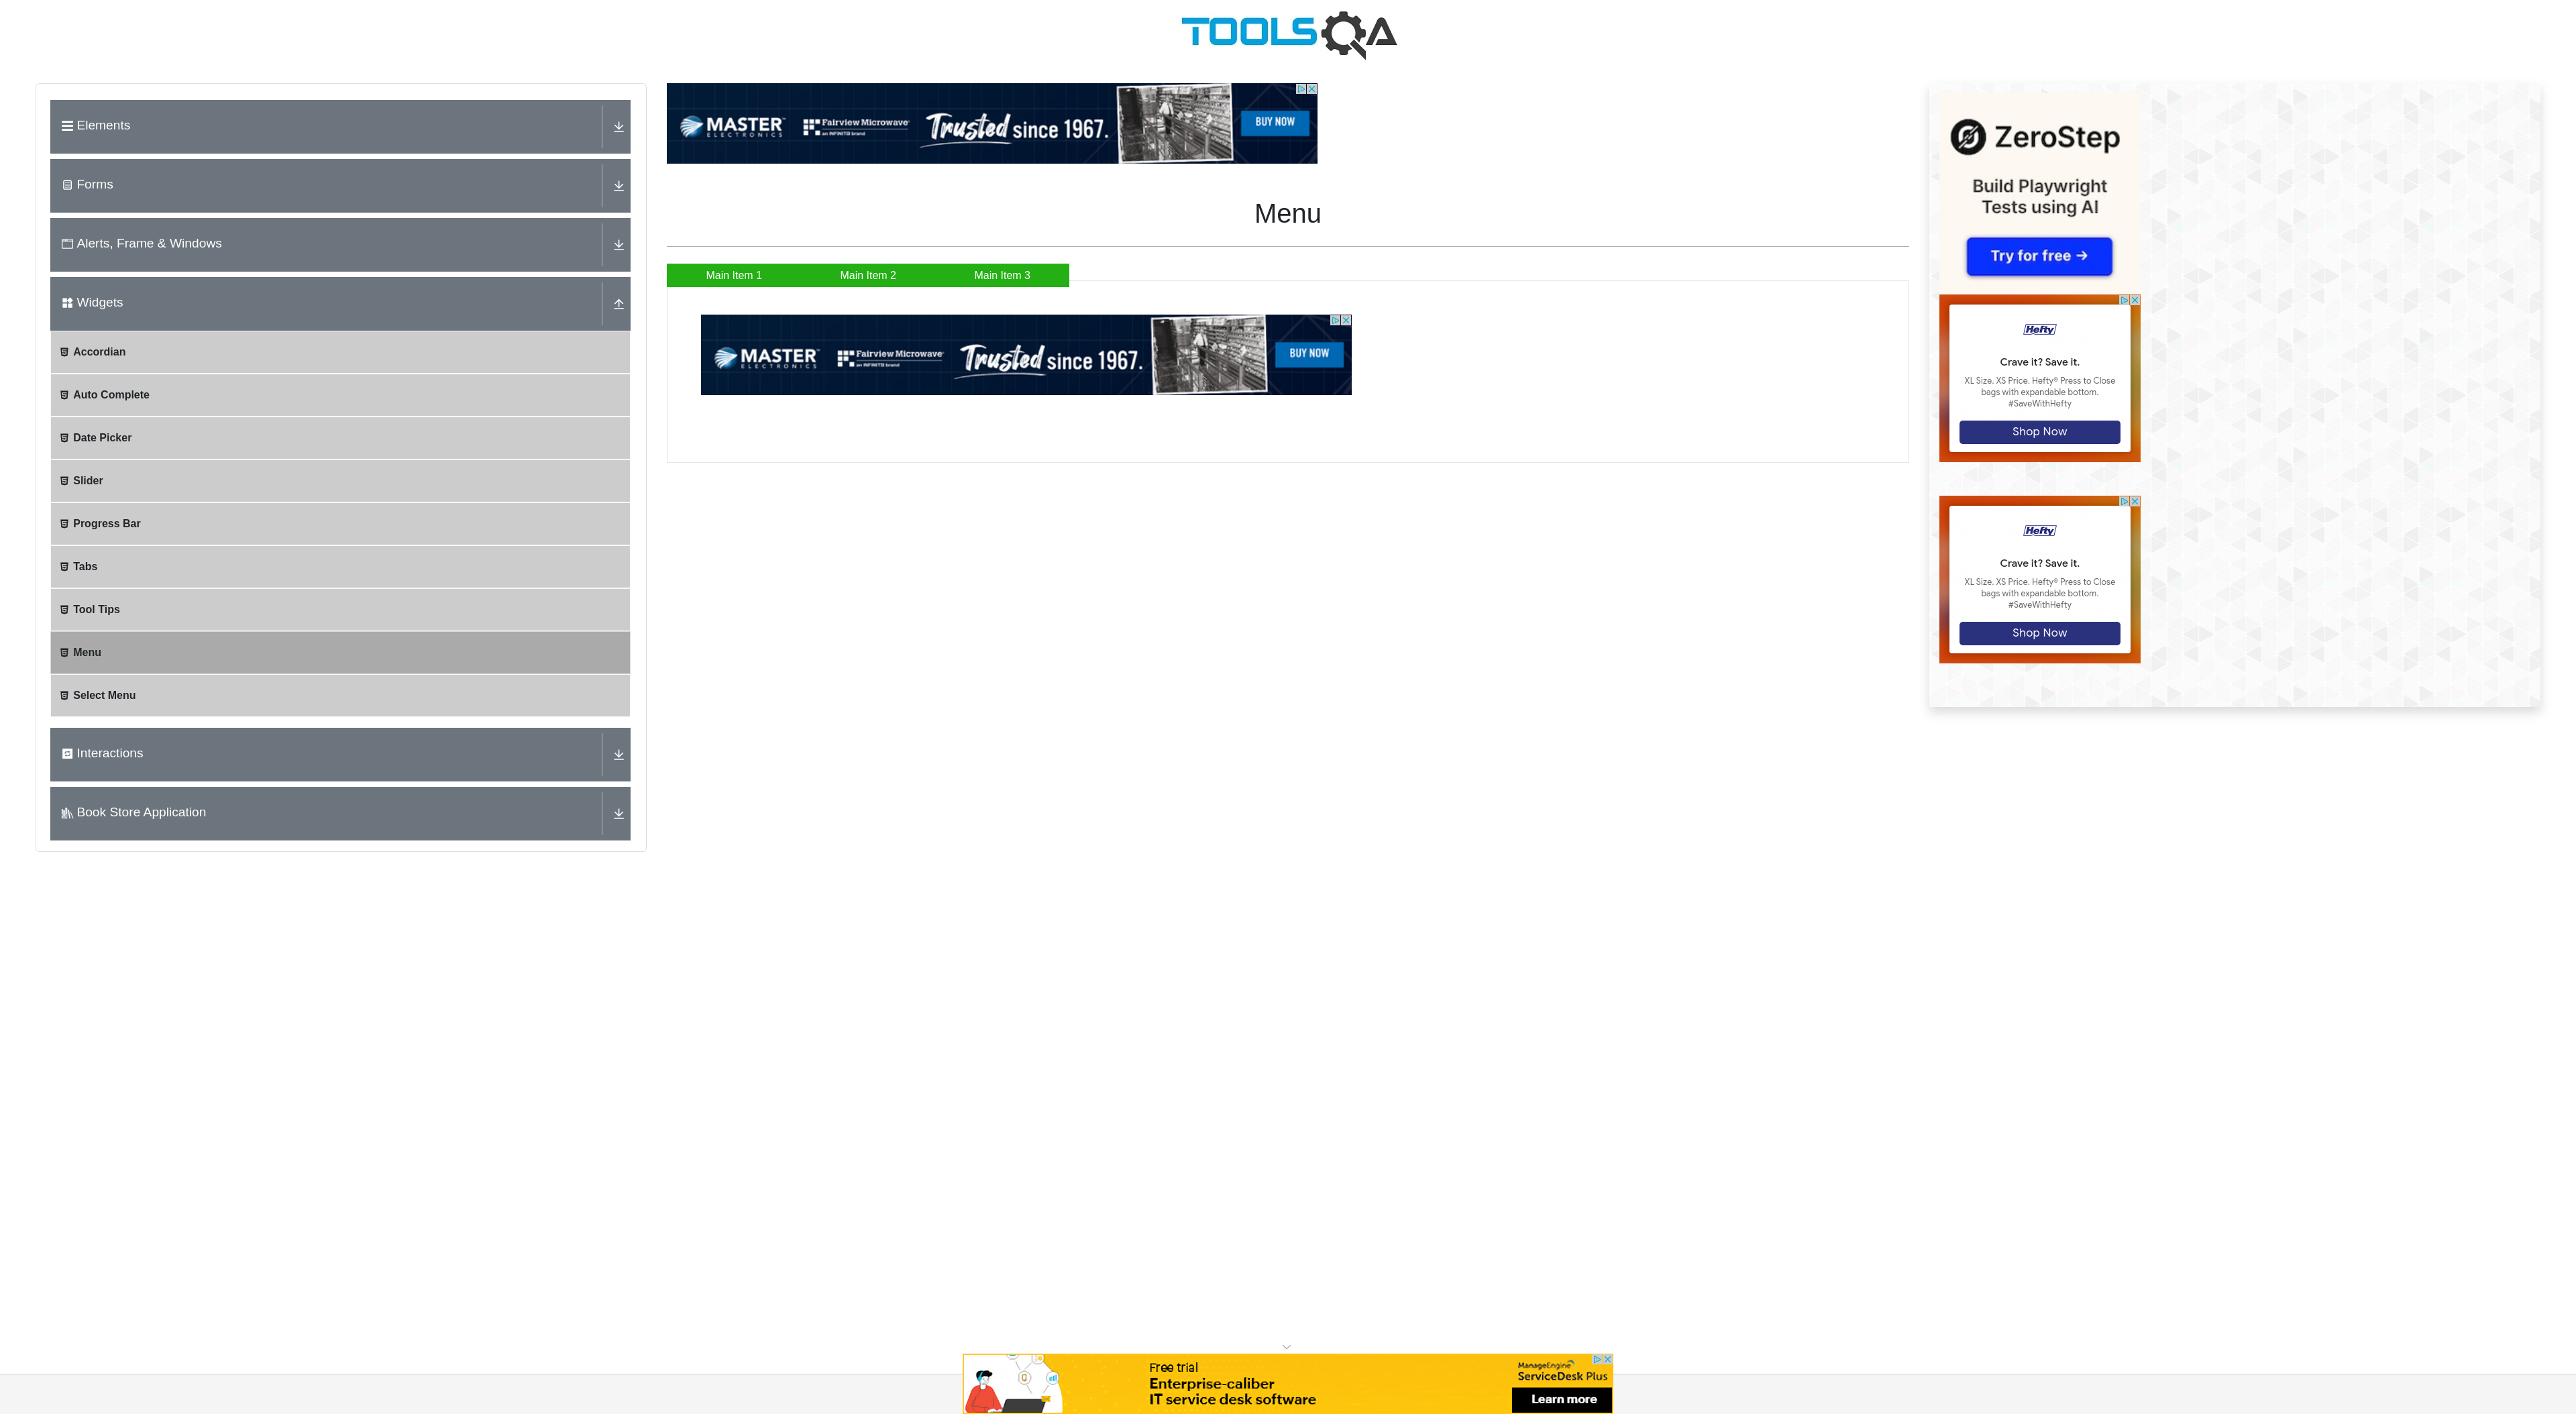 TOOLSQA
Elements
Forms
Alerts, Frame & Windows
Widgets
Accordian
Auto Complete
Date Picker
Slider
Progress Bar
Tabs
Tool Tips
Menu
Select Menu
Interactions
Book Store Application
MASTER ELECTRONICS Fairview Microwave an INFINITE brand Trusted since 1967. BUY NOW
Menu
Main Item 1 Main Item 2 Main Item 3
MASTER ELECTRONICS Fairview Microwave an INFINITE brand Trusted since 1967. BUY NOW
ZeroStep
Build Playwright
Tests using AI
Try for free →
Hefty
Crave it? Save it.
XL Size. XS Price. Hefty® Press to Close
bags with expandable bottom.
#SaveWithHefty
Shop Now
Hefty
Crave it? Save it.
XL Size. XS Price. Hefty® Press to Close
bags with expandable bottom.
#SaveWithHefty
Shop Now
Free trial
Enterprise-caliber
IT service desk software
ManageEngine
ServiceDesk Plus
Learn more